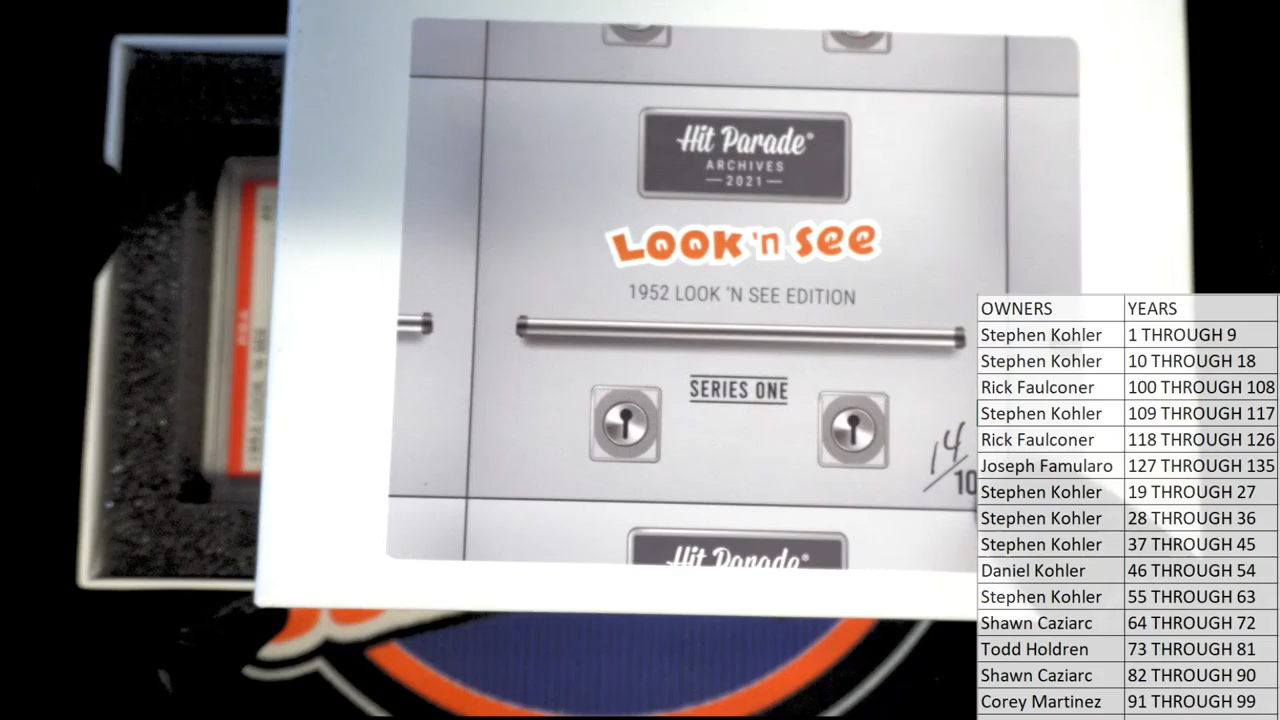 Hit Parade®
ARCHIVES
—2021—
LOOK 'n SEE
1952 LOOK 'N SEE EDITION
SERIES ONE
14/10
Hit Parade®
PSA
1952 LOOK 'N SEE
OWNERS YEARS
Stephen Kohler 1 THROUGH 9
Stephen Kohler 10 THROUGH 18
Rick Faulconer 100 THROUGH 108
Stephen Kohler 109 THROUGH 117
Rick Faulconer 118 THROUGH 126
Joseph Famularo 127 THROUGH 135
Stephen Kohler 19 THROUGH 27
Stephen Kohler 28 THROUGH 36
Stephen Kohler 37 THROUGH 45
Daniel Kohler 46 THROUGH 54
Stephen Kohler 55 THROUGH 63
Shawn Caziarc 64 THROUGH 72
Todd Holdren 73 THROUGH 81
Shawn Caziarc 82 THROUGH 90
Corey Martinez 91 THROUGH 99